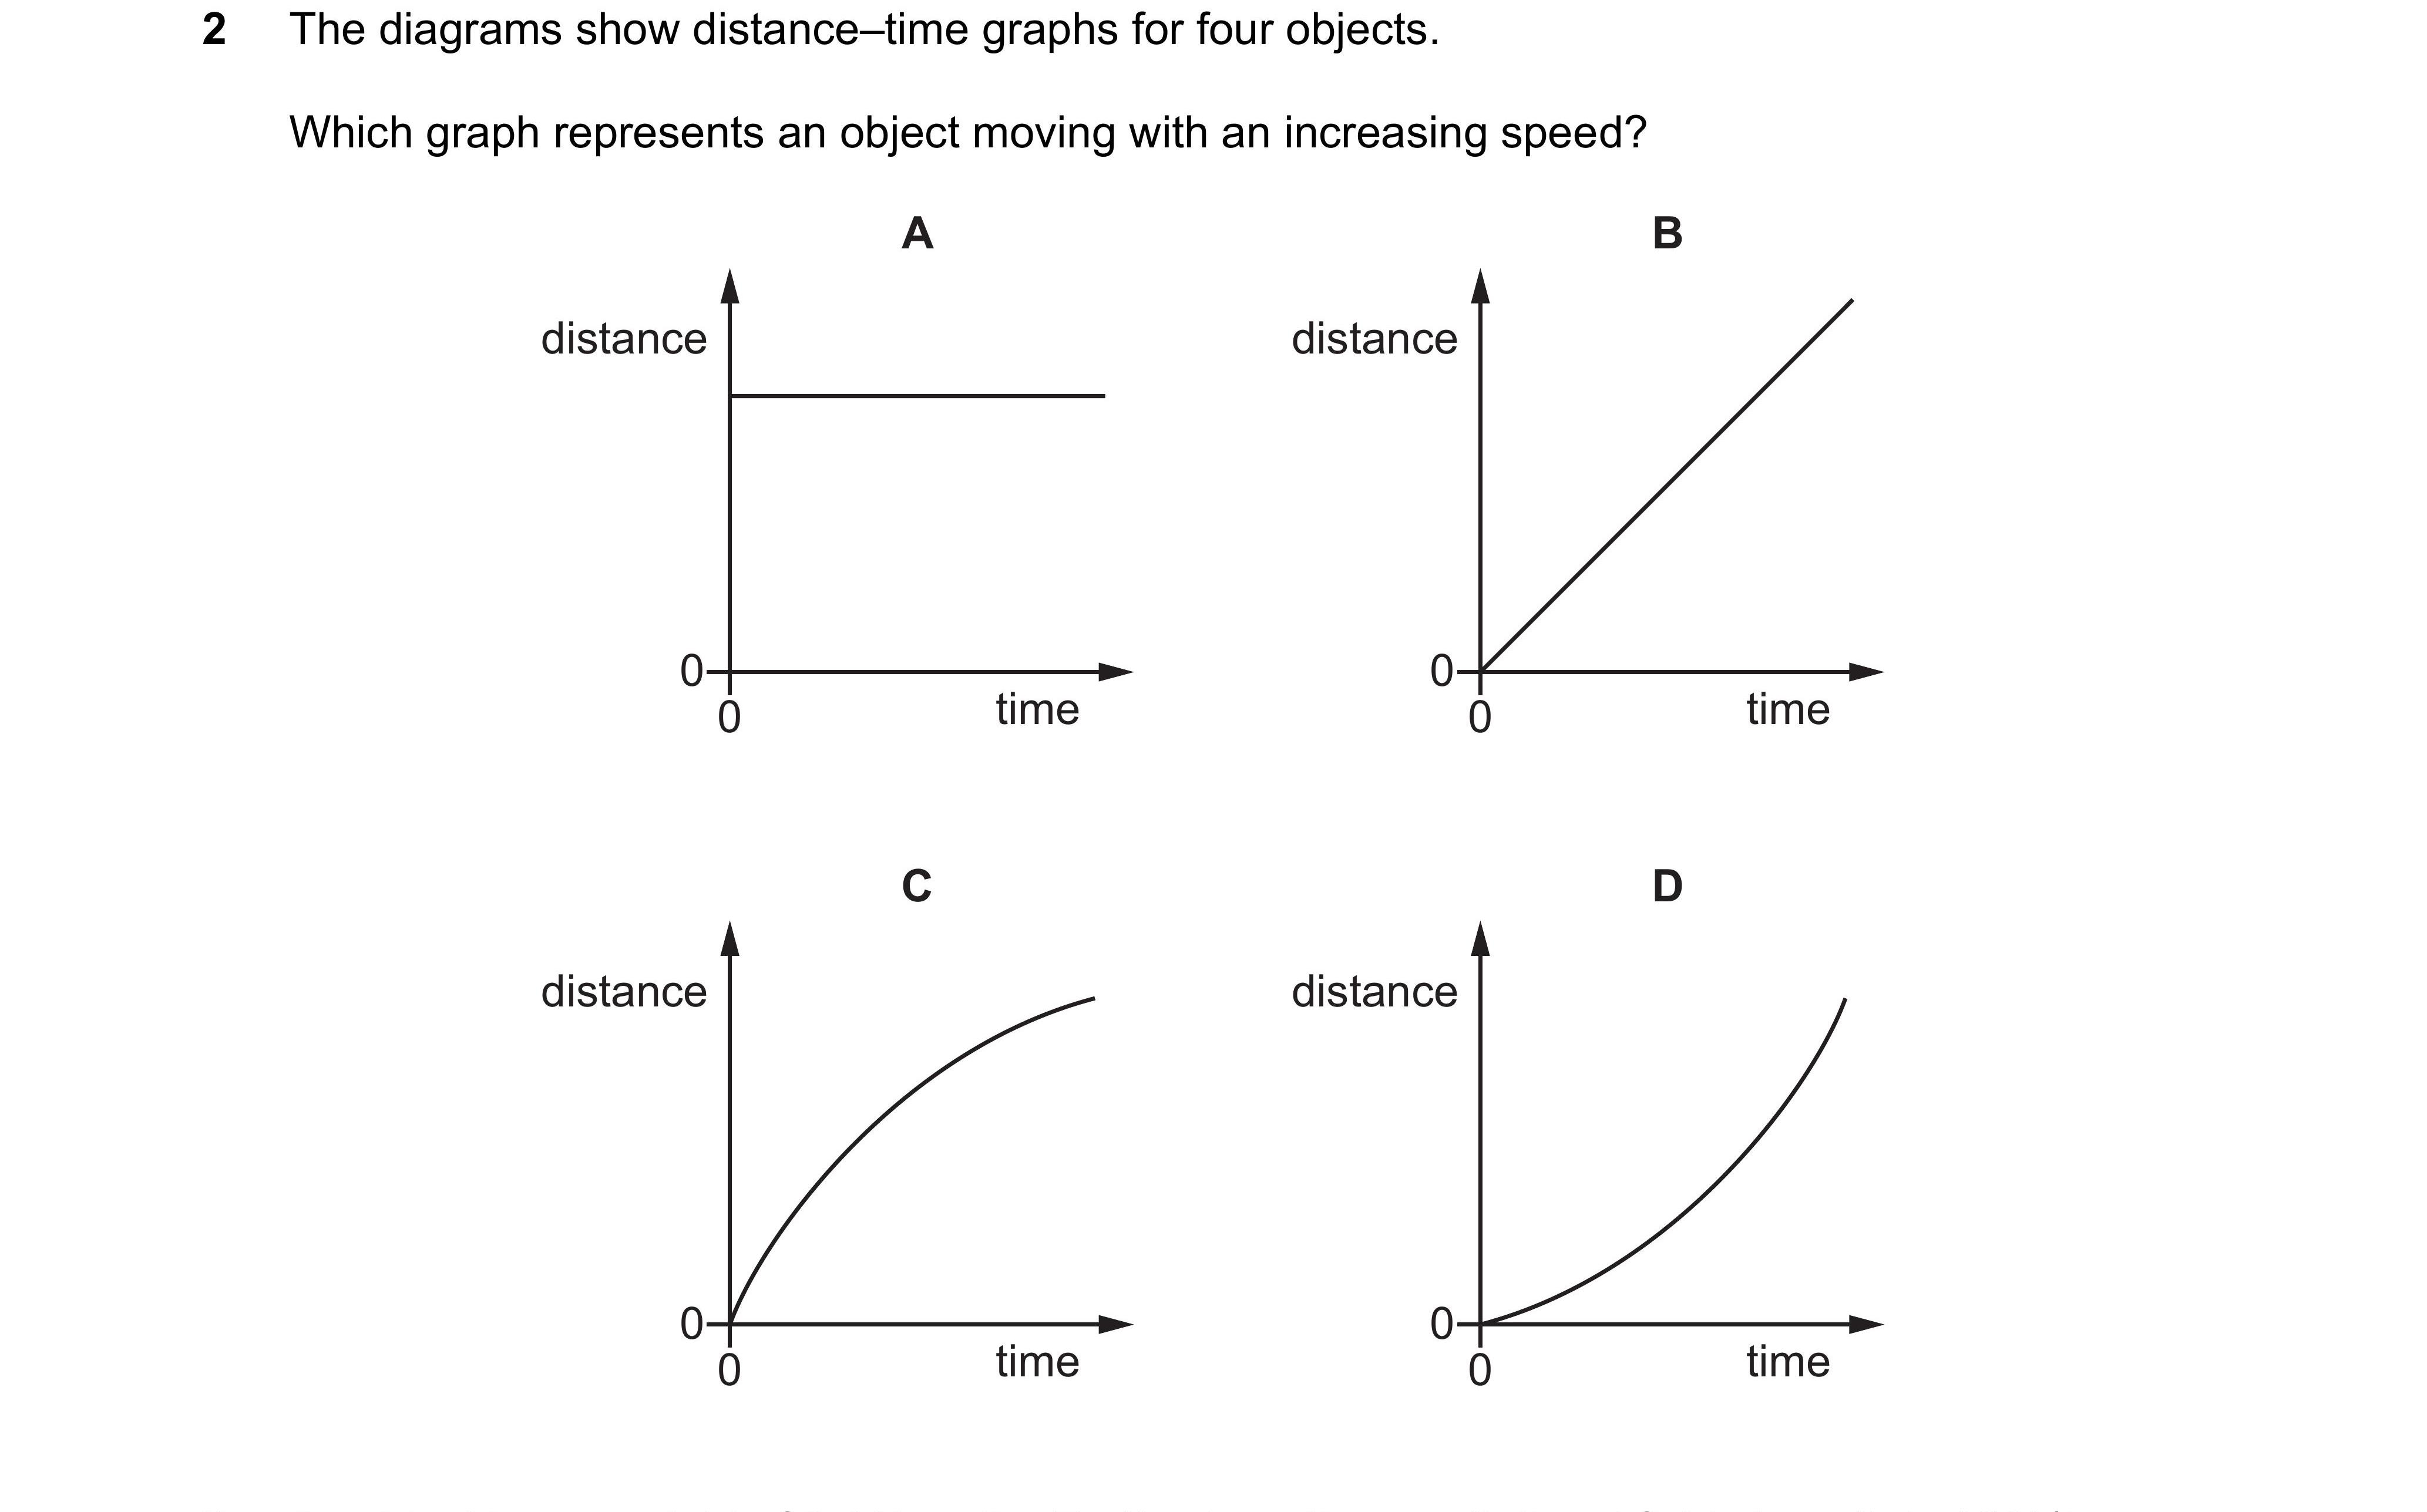 2 The diagrams show distance–time graphs for four objects.
Which graph represents an object moving with an increasing speed?
A
distance
0
0
time
B
distance
0
0
time
C
distance
0
0
time
D
distance
0
0
time